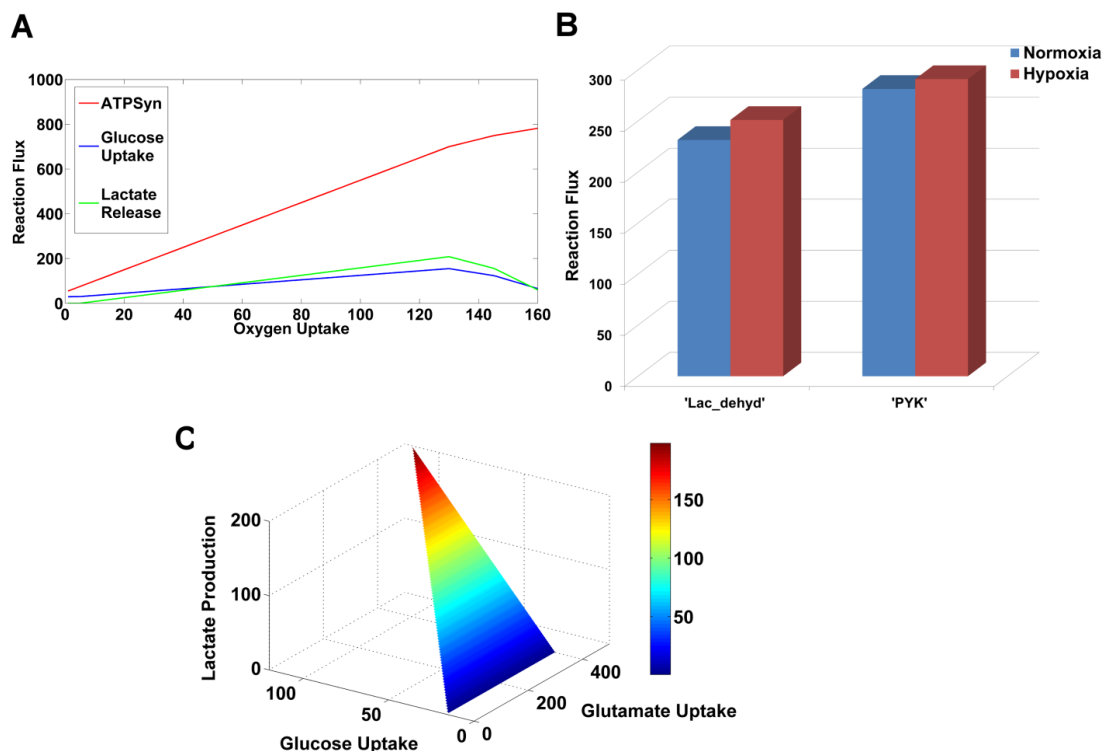 A
1000
800
600
400
200
0
Reaction Flux
ATPSyn
Glucose
Uptake
Lactate
Release
0 20 40 60 80 100 120 140 160
Oxygen Uptake
B
Normoxia
Hypoxia
300
250
200
150
100
50
0
Reaction Flux
'Lac_dehyd' 'PYK'
C
200
100
0
Lactate Production
100
50
0
Glucose Uptake
0
200
400
Glutamate Uptake
150
100
50